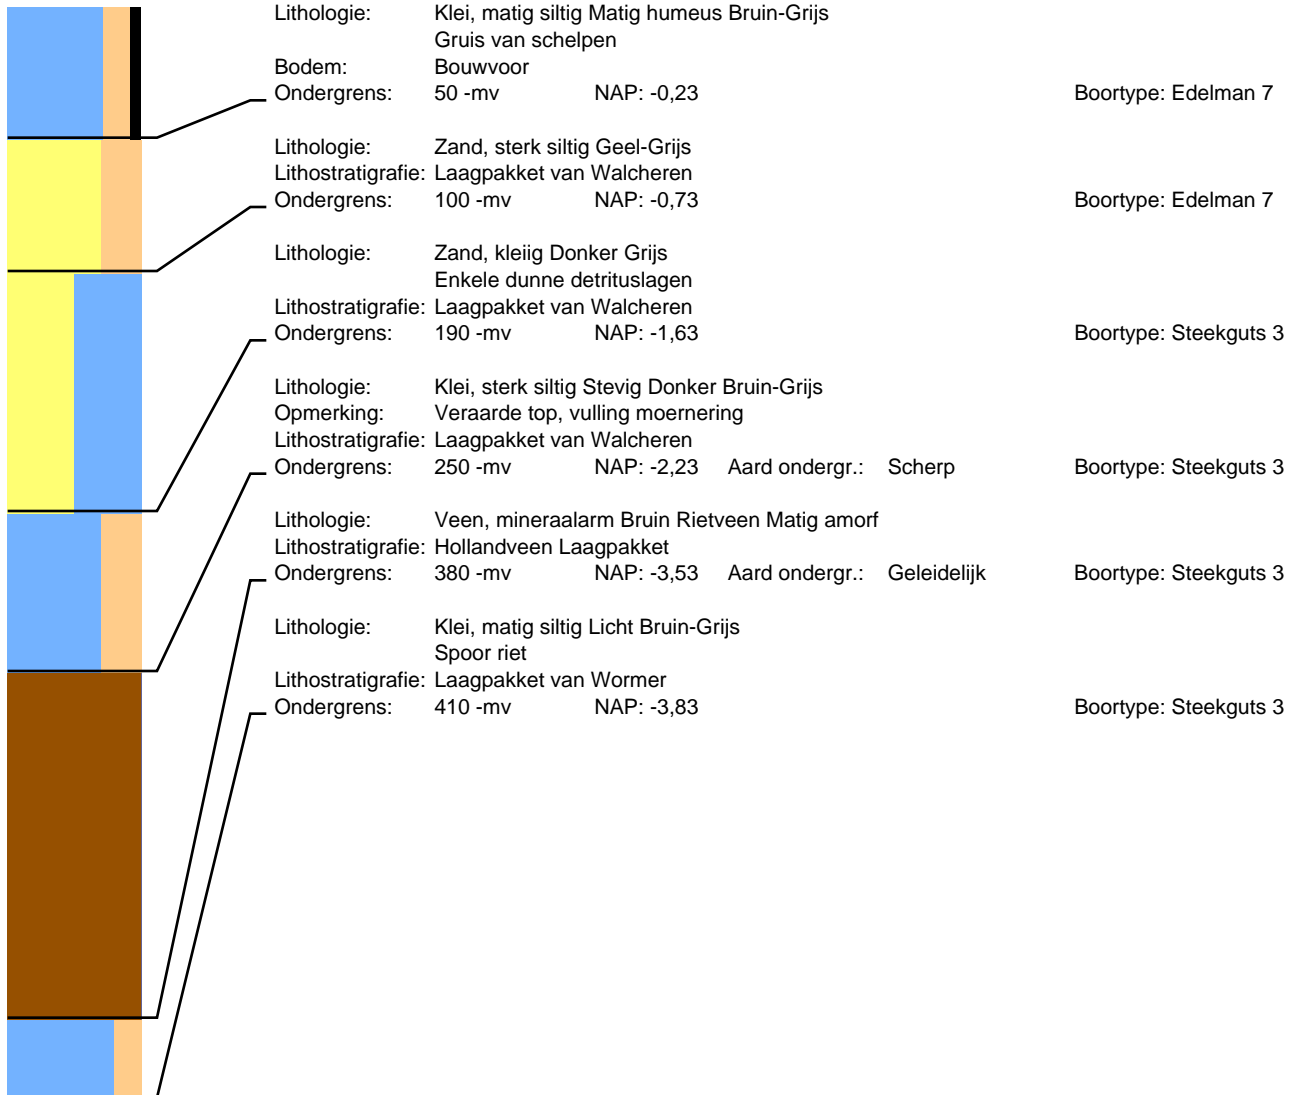 Lithologie: Klei, matig siltig Matig humeus Bruin-Grijs
Gruis van schelpen
Bodem: Bouwvoor
Ondergrens: 50 -mv NAP: -0,23 Boortype: Edelman 7
Lithologie: Zand, sterk siltig Geel-Grijs
Lithostratigrafie: Laagpakket van Walcheren
Ondergrens: 100 -mv NAP: -0,73 Boortype: Edelman 7
Lithologie: Zand, kleiig Donker Grijs
Enkele dunne detrituslagen
Lithostratigrafie: Laagpakket van Walcheren
Ondergrens: 190 -mv NAP: -1,63 Boortype: Steekguts 3
Lithologie: Klei, sterk siltig Stevig Donker Bruin-Grijs
Opmerking: Veraarde top, vulling moernering
Lithostratigrafie: Laagpakket van Walcheren
Ondergrens: 250 -mv NAP: -2,23 Aard ondergr.: Scherp Boortype: Steekguts 3
Lithologie: Veen, mineraalarm Bruin Rietveen Matig amorf
Lithostratigrafie: Hollandveen Laagpakket
Ondergrens: 380 -mv NAP: -3,53 Aard ondergr.: Geleidelijk Boortype: Steekguts 3
Lithologie: Klei, matig siltig Licht Bruin-Grijs
Spoor riet
Lithostratigrafie: Laagpakket van Wormer
Ondergrens: 410 -mv NAP: -3,83 Boortype: Steekguts 3